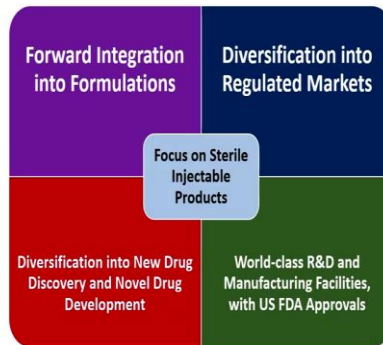 Forward Integration
into Formulations
Diversification into
Regulated Markets
Focus on Sterile
Injectable
Products
Diversification into New Drug
Discovery and Novel Drug
Development
World-class R&D and
Manufacturing Facilities,
with US FDA Approvals